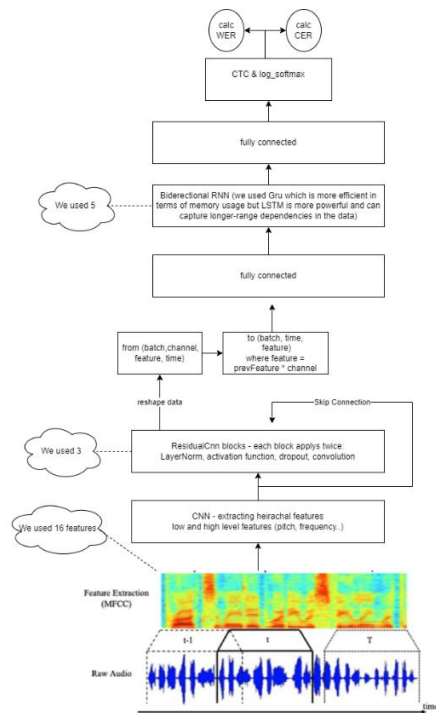 calc
WER
calc
CER
CTC & log_softmax
fully connected
We used 5
Biderectional RNN (we used Gru which is more efficient in
terms of memory usage but LSTM is more powerful and can
capture longer-range dependencies in the data)
fully connected
from (batch,channel,
feature, time)
to (batch, time,
feature)
where feature =
prevFeature * channel
reshape data
Skip Connection
We used 3
ResidualCnn blocks - each block applys twice:
LayerNorm, activation function, dropout, convolution
We used 16 features
CNN - extracting heirachal features
low and high level features (pitch, frequency..)
Feature Extraction
(MFCC)
t-1
t
T
Raw Audio
time